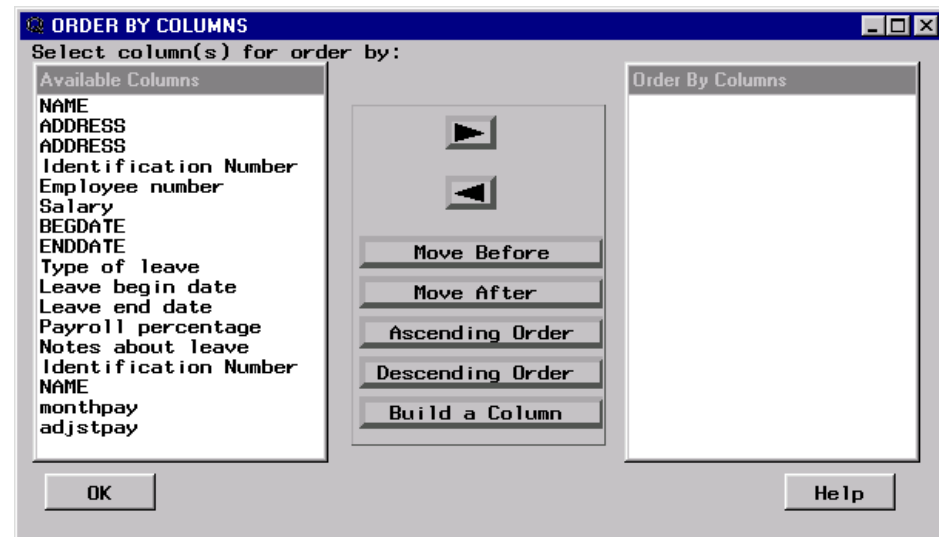 ORDER BY COLUMNS
Select column(s) for order by:
Available Columns
NAME
ADDRESS
ADDRESS
Identification Number
Employee number
Salary
BEGDATE
ENDDATE
Type of leave
Leave begin date
Leave end date
Payroll percentage
Notes about leave
Identification Number
NAME
monthpay
adjstpay
Move Before
Move After
Ascending Order
Descending Order
Build a Column
Order By Columns
OK
Help